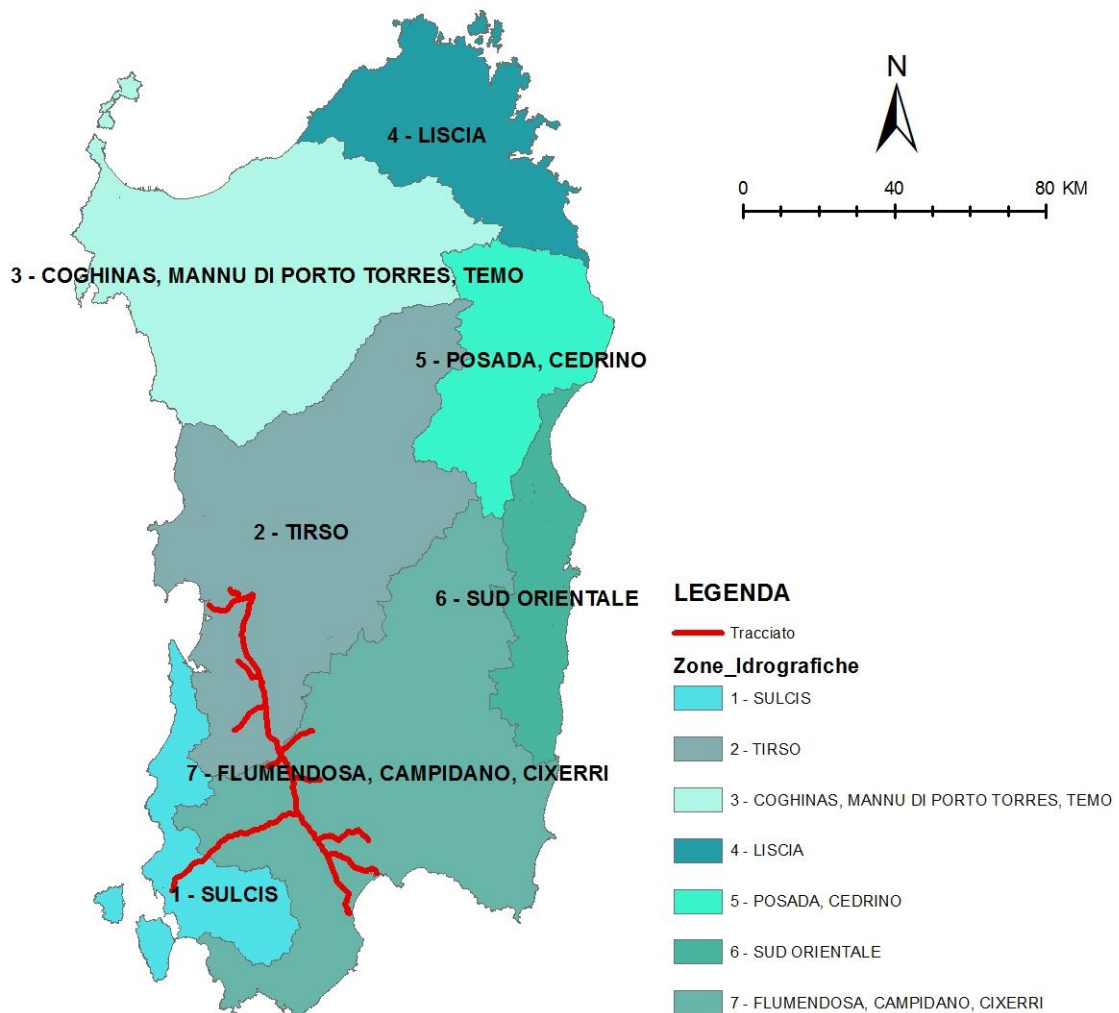 N
0 40 80 KM
4 - LISCIA
3 - COGHINAS, MANNU DI PORTO TORRES, TEMO
5 - POSADA, CEDRINO
2 - TIRSO
6 - SUD ORIENTALE
7 - FLUMENDOSA, CAMPIDANO, CIXERRI
1 - SULCIS
LEGENDA
Tracciato
Zone_Idrografiche
1 - SULCIS
2 - TIRSO
3 - COGHINAS, MANNU DI PORTO TORRES, TEMO
4 - LISCIA
5 - POSADA, CEDRINO
6 - SUD ORIENTALE
7 - FLUMENDOSA, CAMPIDANO, CIXERRI